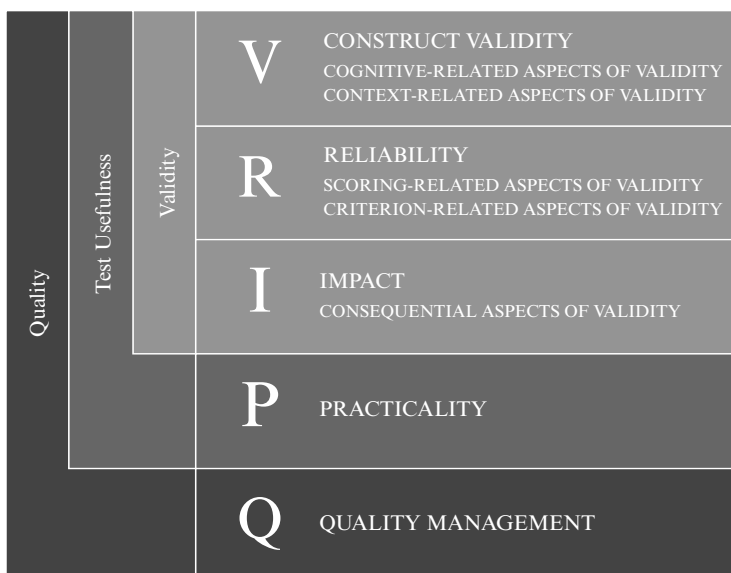 Quality
Test Usefulness
Validity
V
CONSTRUCT VALIDITY
COGNITIVE-RELATED ASPECTS OF VALIDITY
CONTEXT-RELATED ASPECTS OF VALIDITY
R
RELIABILITY
SCORING-RELATED ASPECTS OF VALIDITY
CRITERION-RELATED ASPECTS OF VALIDITY
I
IMPACT
CONSEQUENTIAL ASPECTS OF VALIDITY
P
PRACTICALITY
Q
QUALITY MANAGEMENT